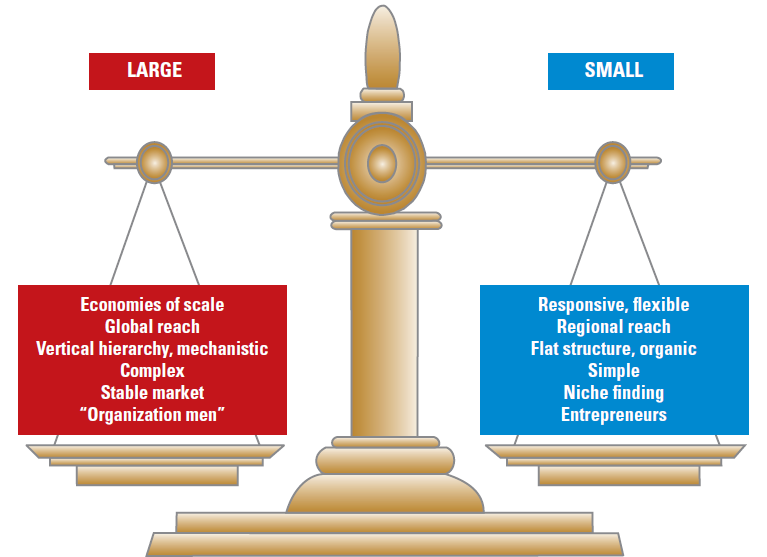 LARGE
SMALL
Economies of scale
Global reach
Vertical hierarchy, mechanistic
Complex
Stable market
“Organization men”
Responsive, flexible
Regional reach
Flat structure, organic
Simple
Niche finding
Entrepreneurs